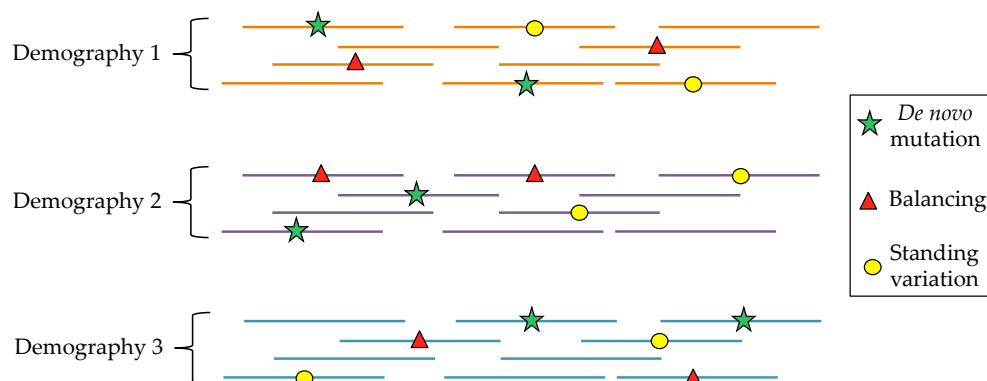 Demography 1
Demography 2
Demography 3
De novo
mutation
Balancing
Standing
variation